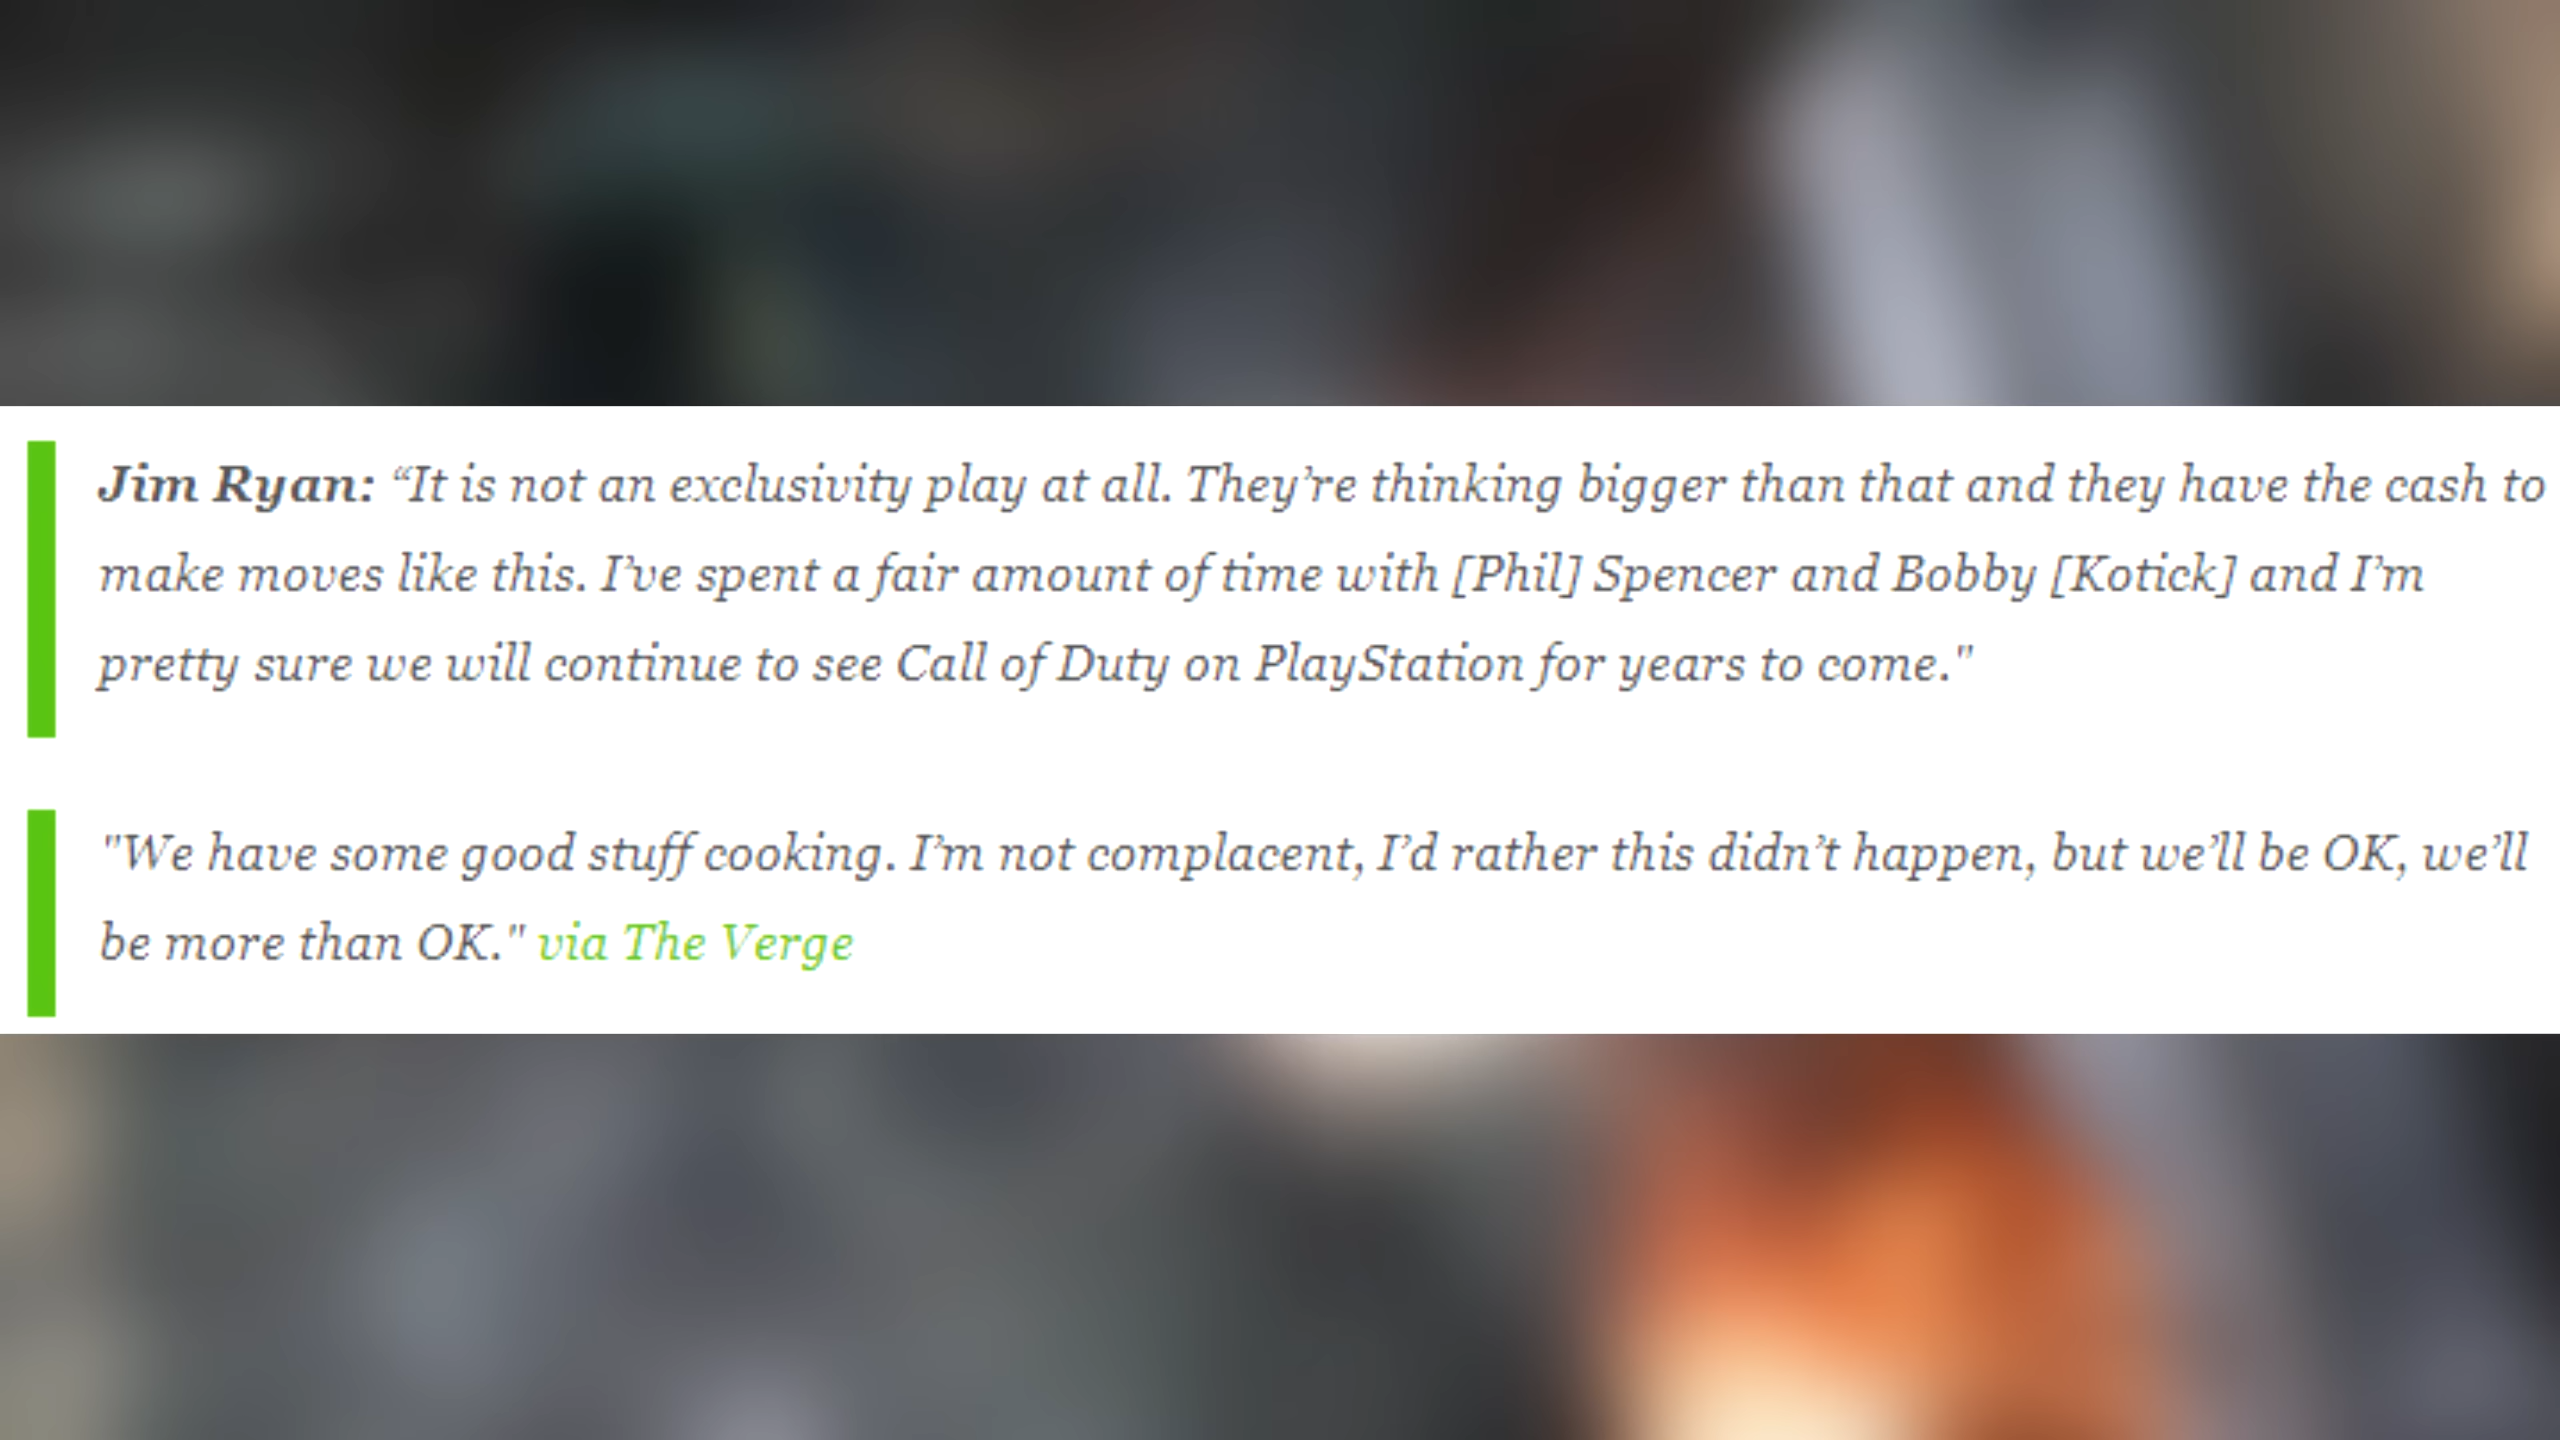 Jim Ryan: “It is not an exclusivity play at all. They’re thinking bigger than that and they have the cash to
make moves like this. I’ve spent a fair amount of time with [Phil] Spencer and Bobby [Kotick] and I’m
pretty sure we will continue to see Call of Duty on PlayStation for years to come."
"We have some good stuff cooking. I’m not complacent, I’d rather this didn’t happen, but we’ll be OK, we’ll
be more than OK." via The Verge